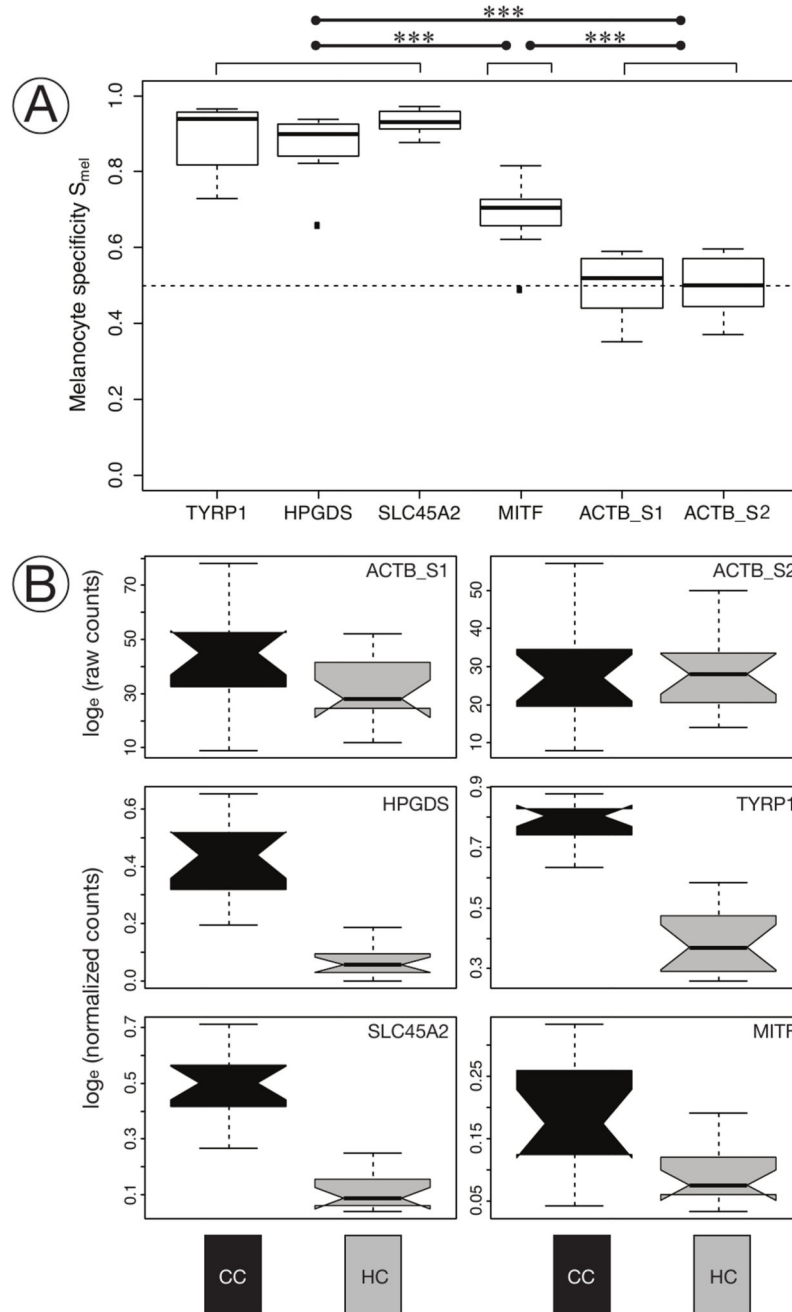 ***
*** ***
A
Melanocyte specificity Smel
1.0
0.8
0.6
0.4
0.2
0.0
TYRP1 HPGDS SLC45A2 MITF ACTB_S1 ACTB_S2
B
loge (raw counts)
ACTB_S1
70
50
30
10
ACTB_S2
50
40
30
20
10
loge (normalized counts)
HPGDS
0.6
0.4
0.2
0.0
TYRP1
0.9
0.7
0.5
0.3
SLC45A2
0.7
0.5
0.3
0.1
MITF
0.25
0.15
0.05
CC HC CC HC